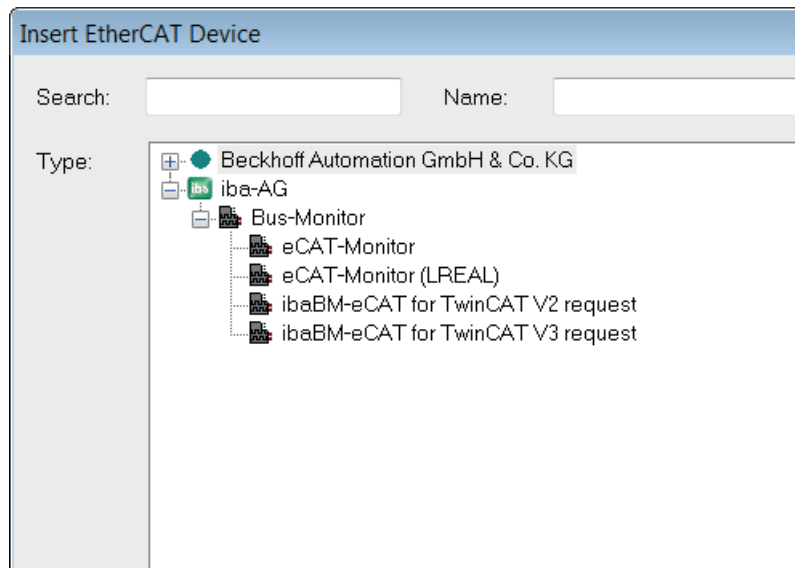 Insert EtherCAT Device
Search: Name:
Type:
Beckhoff Automation GmbH & Co. KG
iba iba-AG
Bus-Monitor
eCAT-Monitor
eCAT-Monitor (LREAL)
ibaBM-eCAT for TwinCAT V2 request
ibaBM-eCAT for TwinCAT V3 request